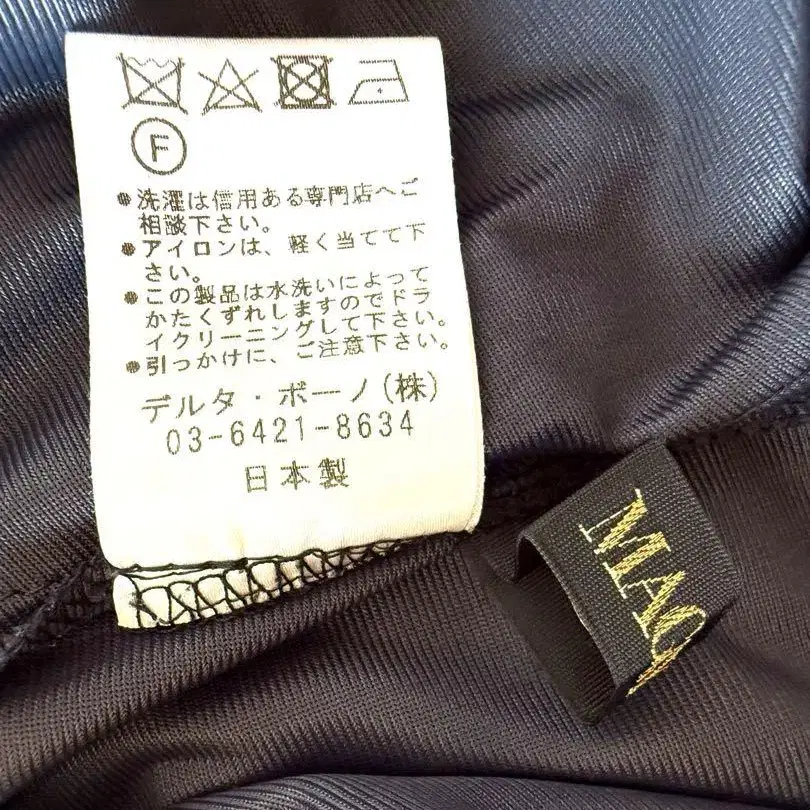 F
●洗濯は信用ある専門店へご
相談下さい。
●アイロンは、軽く当てて下
さい。
●この製品は水洗いによって
かたくずれしますのでドラ
イクリーニングして下さい。
●引っかけに、ご注意下さい。
デルタ・ボーノ(株)
03-6421-8634
日本製